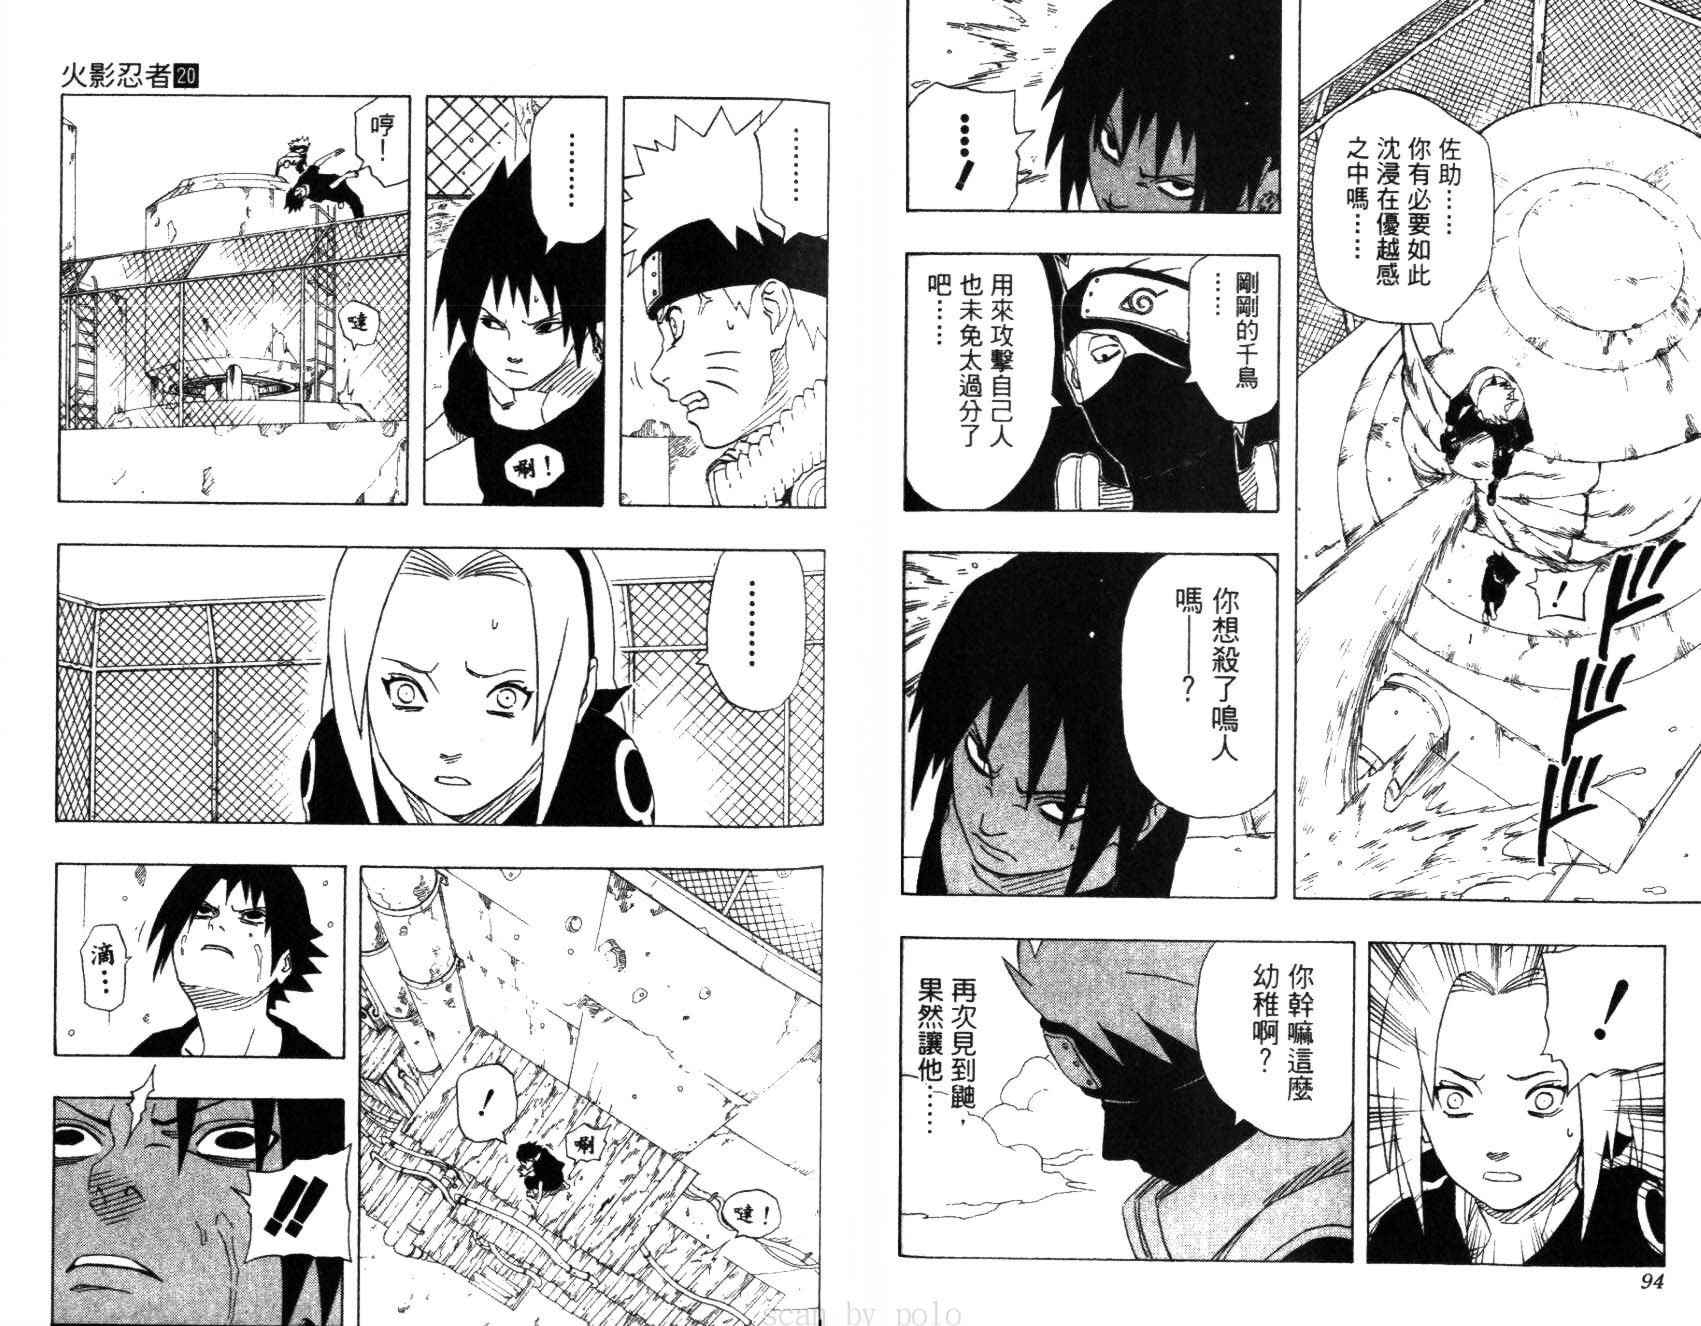 佐助……
你有必要如此
沈浸在優越感
之中嗎……
！
ドドド
……！
剛剛的千鳥
……
用來攻擊自己人
也未免太過分了
吧……
你想殺了鳴人
嗎——？
！
你幹嘛這麼
幼稚啊？
再次見到鼬，
果然讓他……
94
火影忍者20
………
………
唰！
哼！
噠
………
！
唰
噠！
滴…
！！
scan by polo